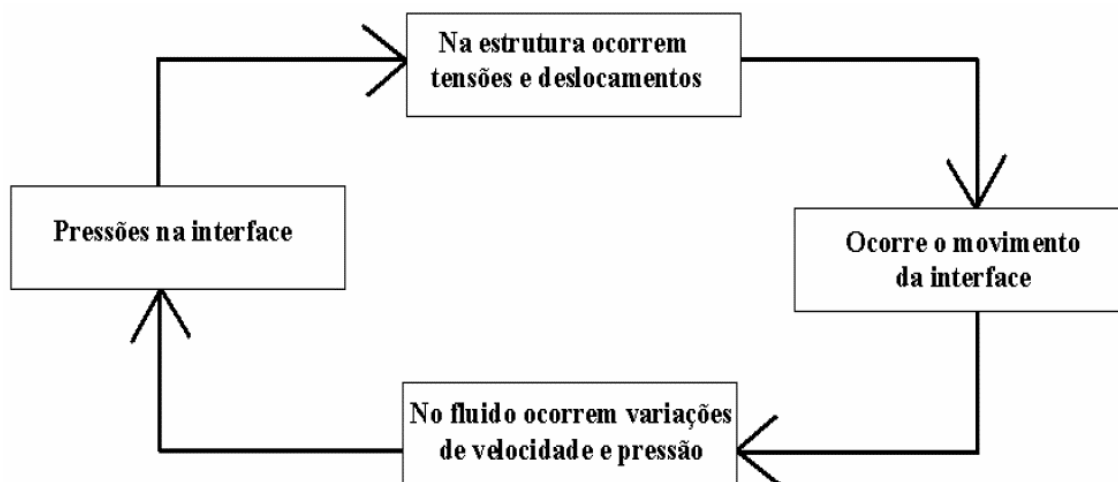 Na estrutura ocorrem
tensões e deslocamentos
Pressões na interface
Ocorre o movimento
da interface
No fluido ocorrem variações
de velocidade e pressão